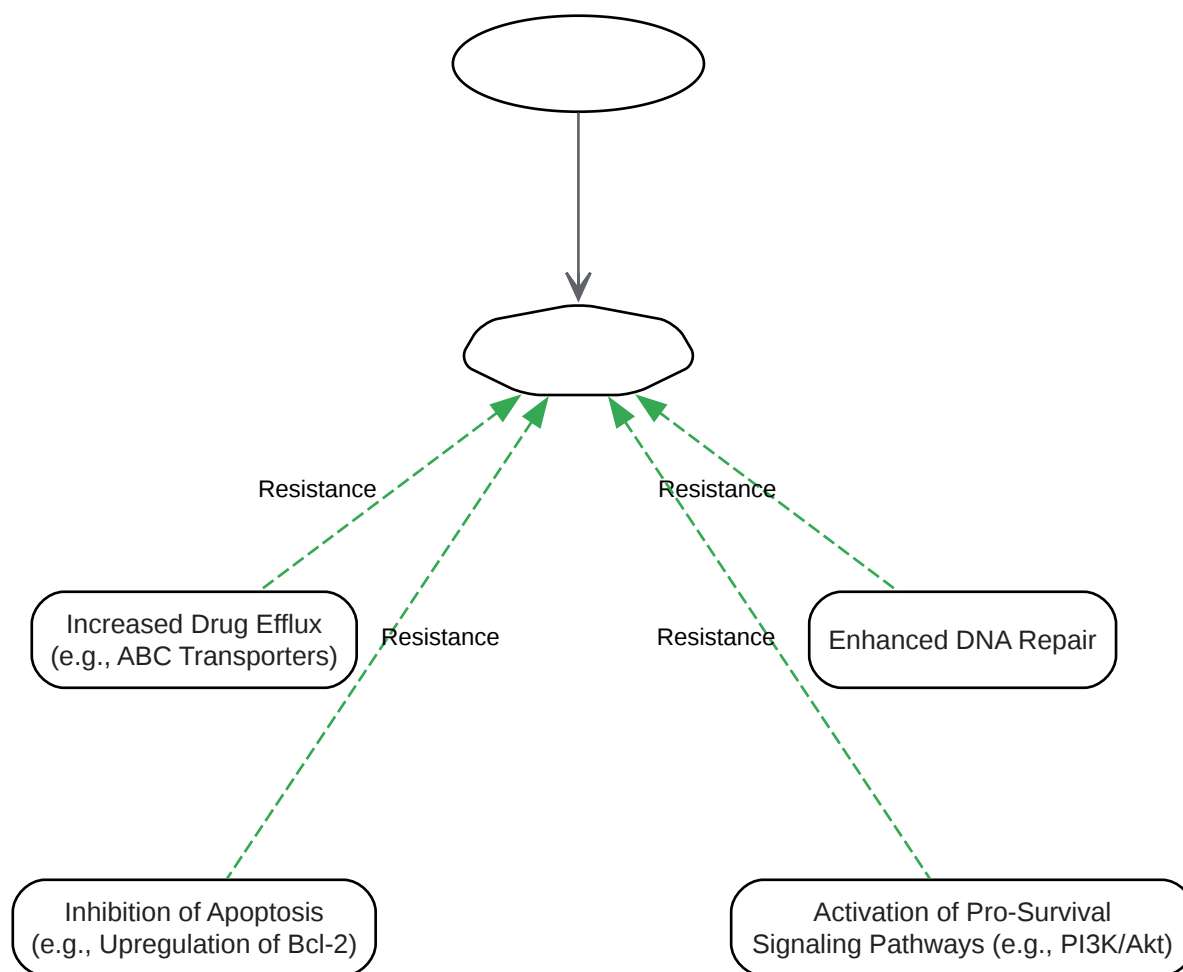 Resistance
Resistance
Increased Drug Efflux
(e.g., ABC Transporters)
Resistance
Resistance
Enhanced DNA Repair
Inhibition of Apoptosis
(e.g., Upregulation of Bcl-2)
Activation of Pro-Survival
Signaling Pathways (e.g., PI3K/Akt)